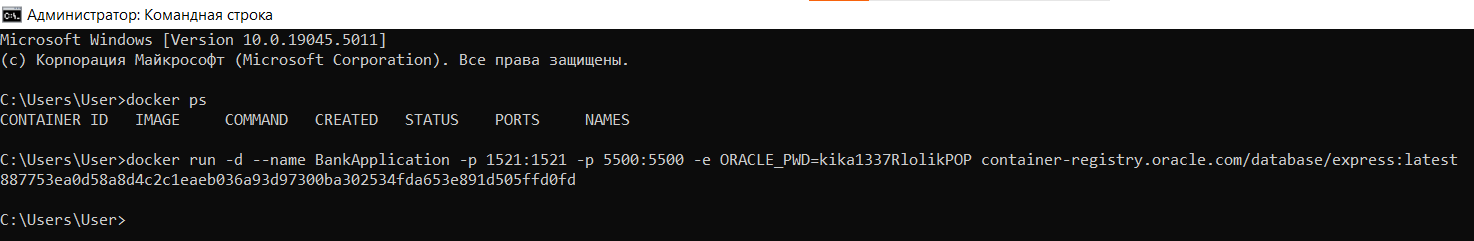 Администратор: Командная строка
Microsoft Windows [Version 10.0.19045.5011]
(c) Корпорация Майкрософт (Microsoft Corporation). Все права защищены.
C:\Users\User>docker ps
CONTAINER ID   IMAGE     COMMAND   CREATED   STATUS    PORTS     NAMES
C:\Users\User>docker run -d --name BankApplication -p 1521:1521 -p 5500:5500 -e ORACLE_PWD=kika1337RlolikPOP container-registry.oracle.com/database/express:latest
887753ea0d58a8d4c2c1eaeb036a93d97300ba302534fda653e891d505ffd0fd
C:\Users\User>